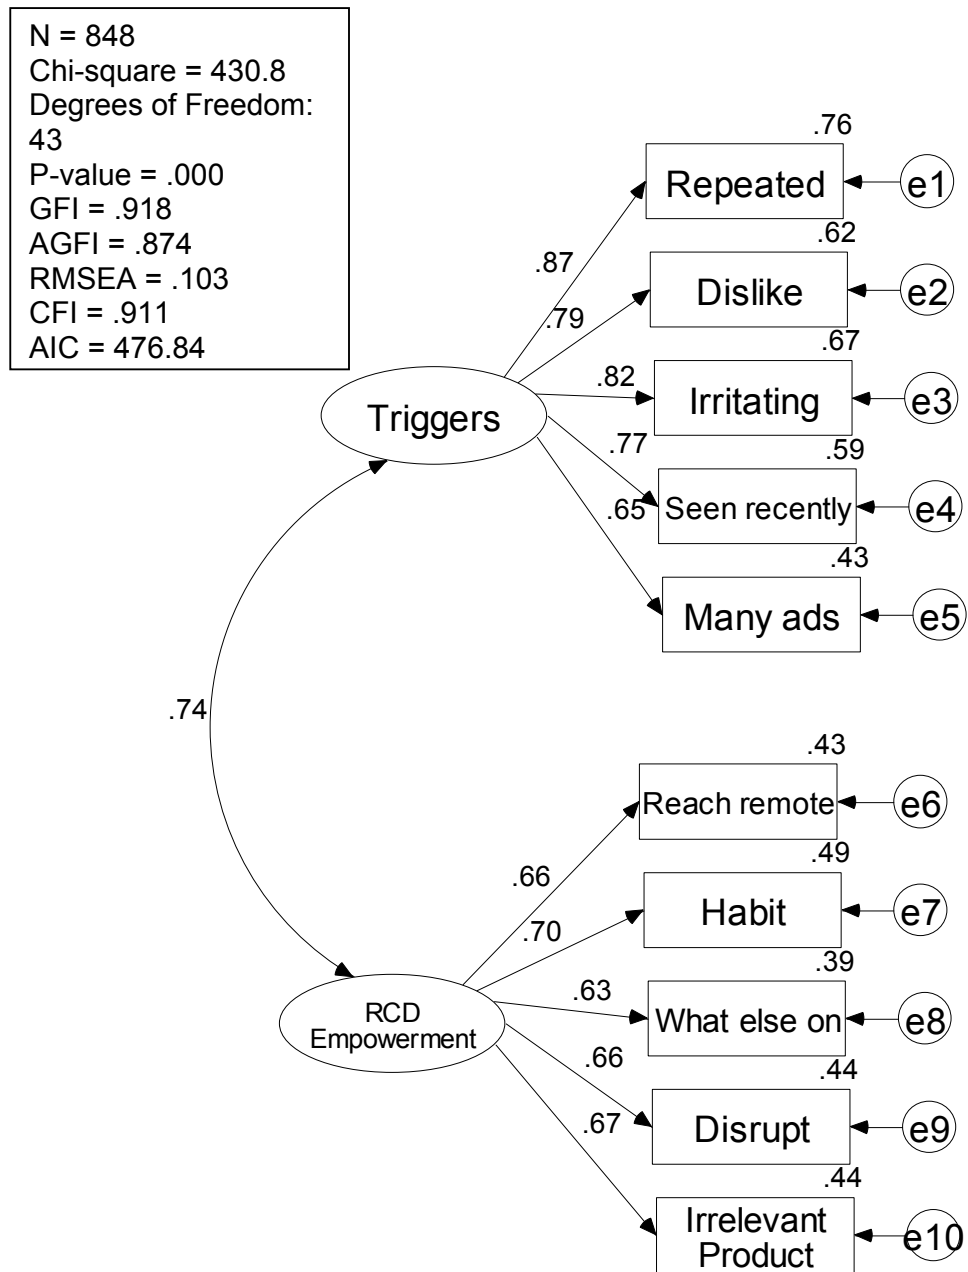 N = 848
Chi-square = 430.8
Degrees of Freedom:
43
P-value = .000
GFI = .918
AGFI = .874
RMSEA = .103
CFI = .911
AIC = 476.84
.76
Repeated
e1
.87
.62
Dislike
e2
.79
.67
Irritating
e3
.82
.59
Seen recently
e4
.77
.43
Many ads
e5
.65
Triggers
.74
.43
Reach remote
e6
.66
.49
Habit
e7
.70
.39
What else on
e8
.63
.44
Disrupt
e9
.66
.44
Irrelevant
Product
e10
.67
RCD
Empowerment